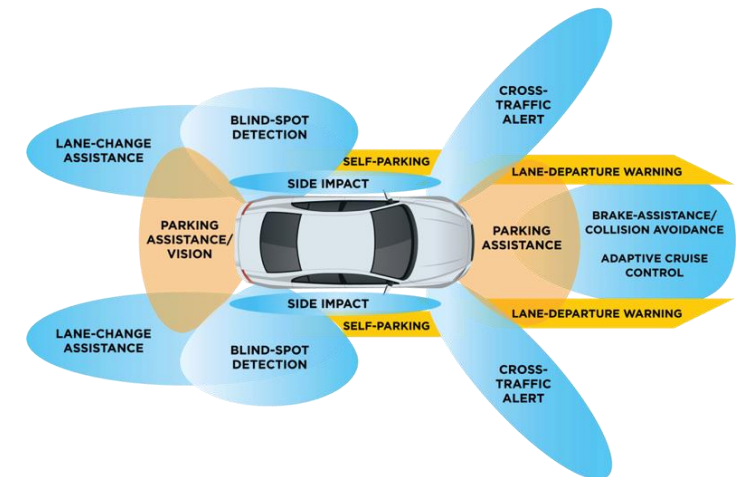 CROSS-
TRAFFIC
ALERT
BLIND-SPOT
DETECTION
LANE-CHANGE
ASSISTANCE
SELF-PARKING
LANE-DEPARTURE WARNING
SIDE IMPACT
PARKING
ASSISTANCE/
VISION
PARKING
ASSISTANCE
BRAKE-ASSISTANCE/
COLLISION AVOIDANCE
ADAPTIVE CRUISE
CONTROL
SIDE IMPACT
LANE-DEPARTURE WARNING
SELF-PARKING
LANE-CHANGE
ASSISTANCE
BLIND-SPOT
DETECTION
CROSS-
TRAFFIC
ALERT